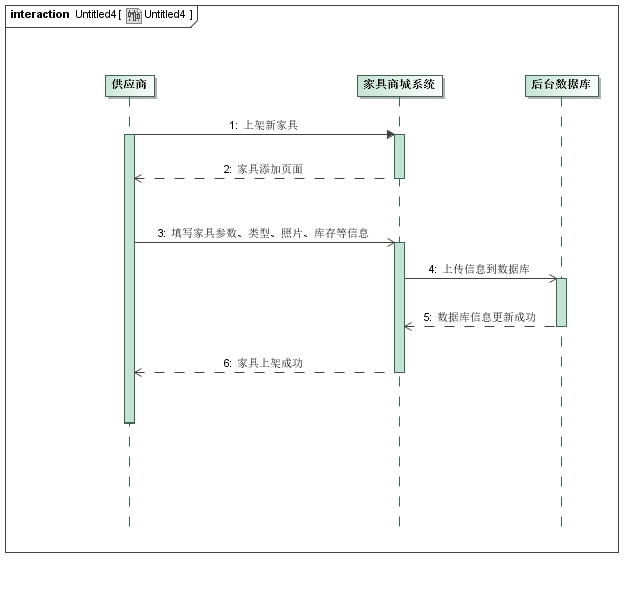 interaction Untitled4 [ Untitled4 ]
供应商 家具商城系统 后台数据库
1: 上架新家具
2: 家具添加页面
3: 填写家具参数、类型、照片、库存等信息
4: 上传信息到数据库
5: 数据库信息更新成功
6: 家具上架成功